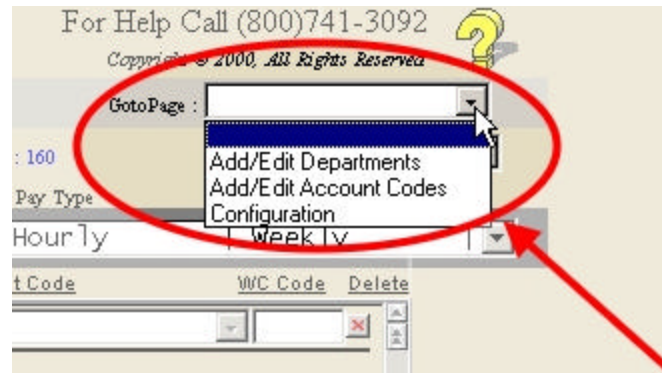 For Help Call (800)741-3092
Copyright © 2000, All Rights Reserved
GotoPage :
: 160
Add/Edit Departments
Add/Edit Account Codes
Pay Type
Configuration
Hourly Weekly
t Code WC Code Delete